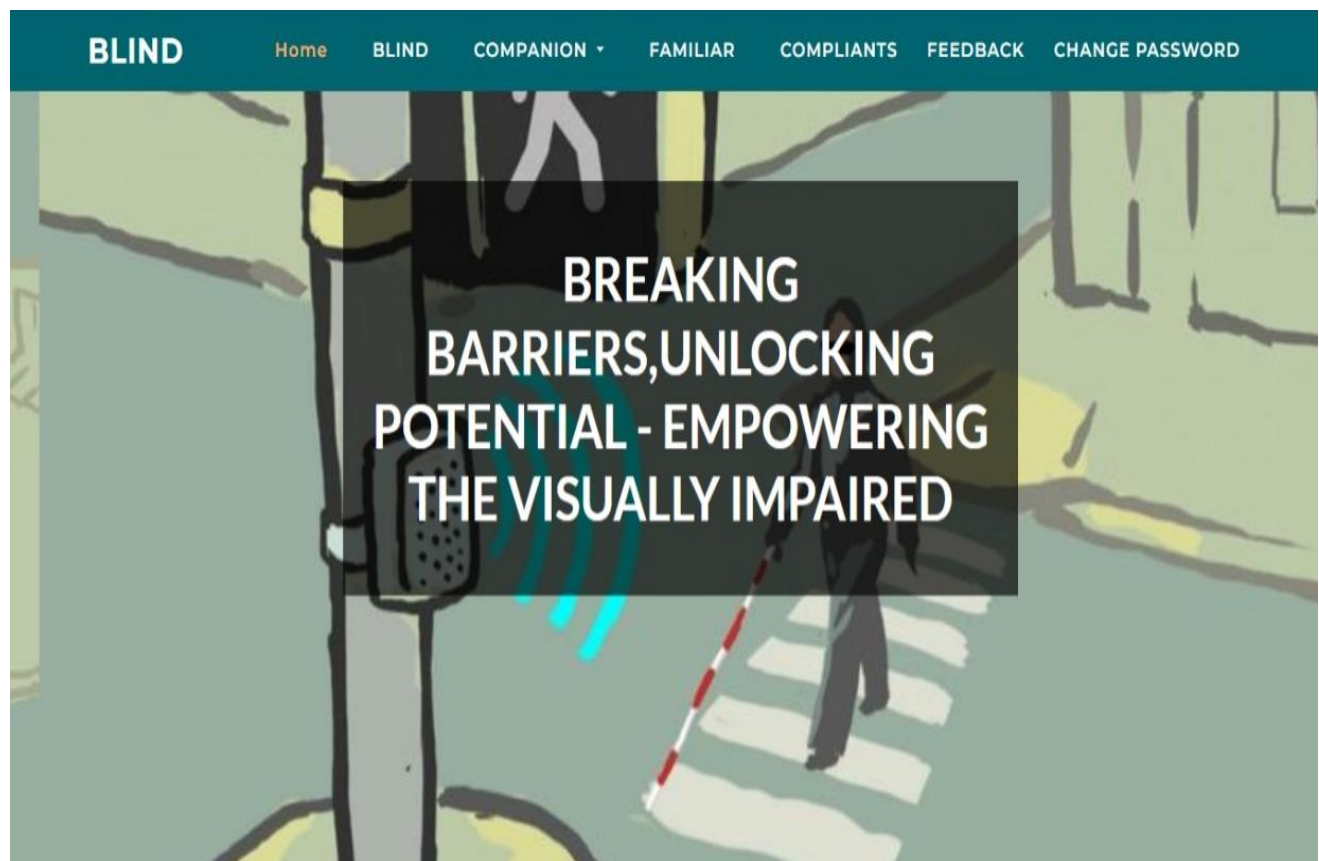 BLIND Home BLIND COMPANION FAMILIAR COMPLIANTS FEEDBACK CHANGE PASSWORD
BREAKING
BARRIERS,UNLOCKING
POTENTIAL - EMPOWERING
THE VISUALLY IMPAIRED